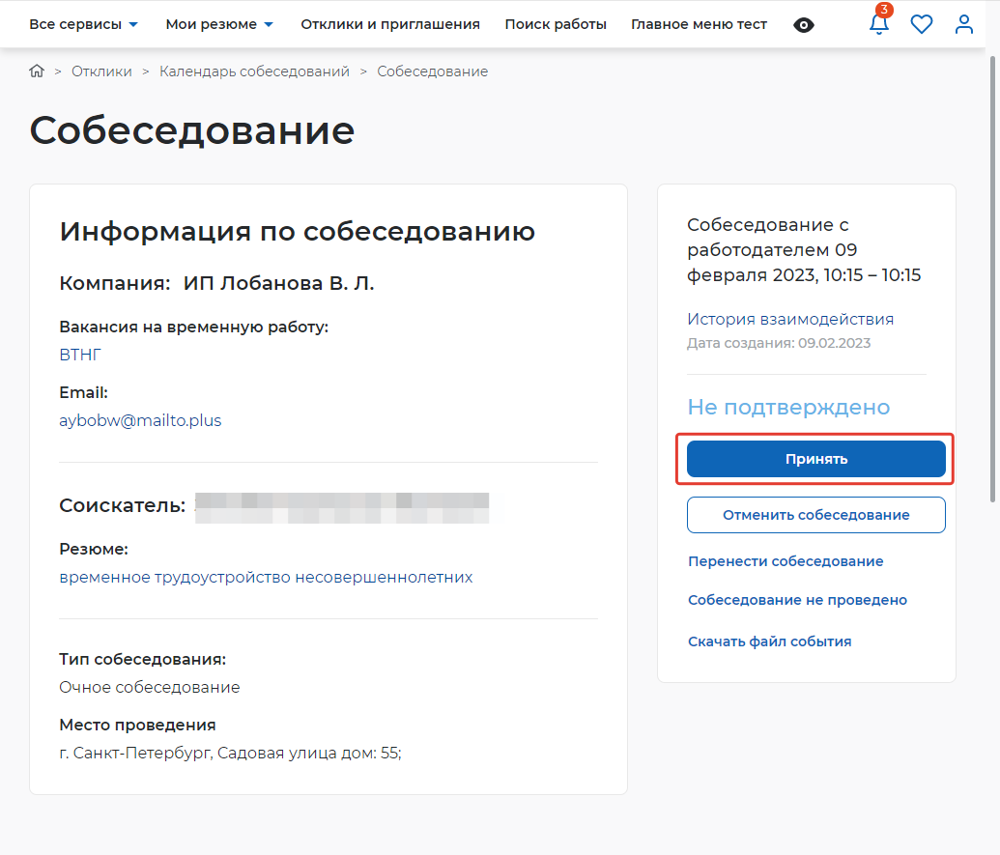 Все сервисы Мои резюме Отклики и приглашения Поиск работы Главное меню тест 3
> Отклики > Календарь собеседований > Собеседование
Собеседование
Информация по собеседованию
Компания: ИП Лобанова В. Л.
Вакансия на временную работу:
ВТНГ
Email:
aybobw@mailto.plus
Соискатель:
Резюме:
временное трудоустройство несовершеннолетних
Тип собеседования:
Очное собеседование
Место проведения
г. Санкт-Петербург, Садовая улица дом: 55;
Собеседование с
работодателем 09
февраля 2023, 10:15 – 10:15
История взаимодействия
Дата создания: 09.02.2023
Не подтверждено
Принять
Отменить собеседование
Перенести собеседование
Собеседование не проведено
Скачать файл события